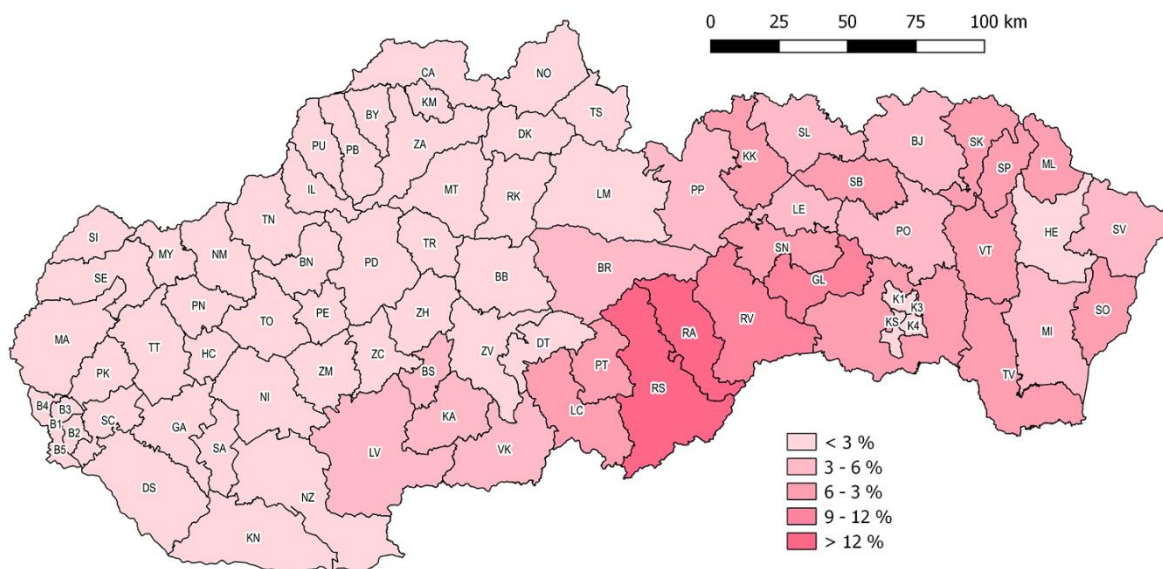 0 25 50 75 100 km
NO
CA
KM
BY
TS
PU
PB
ZA
DK
SL
BJ
SK
SP
ML
KK
IL
MT
RK
LM
PP
SB
TN
LE
HE
SV
SI
MY
NM
BN
PD
TR
PO
VT
SE
BB
BR
SN
GL
PN
TO
PE
ZH
K1
K3
SO
MA
TT
HC
ZC
ZV
DT
RA
RV
KS
K4
MI
PK
ZM
BS
PT
RS
TV
B4
B3
SC
NI
KA
LC
B1
B2
GA
SA
LV
VK
B5
DS
NZ
KN
< 3 %
3 - 6 %
6 - 3 %
9 - 12 %
> 12 %